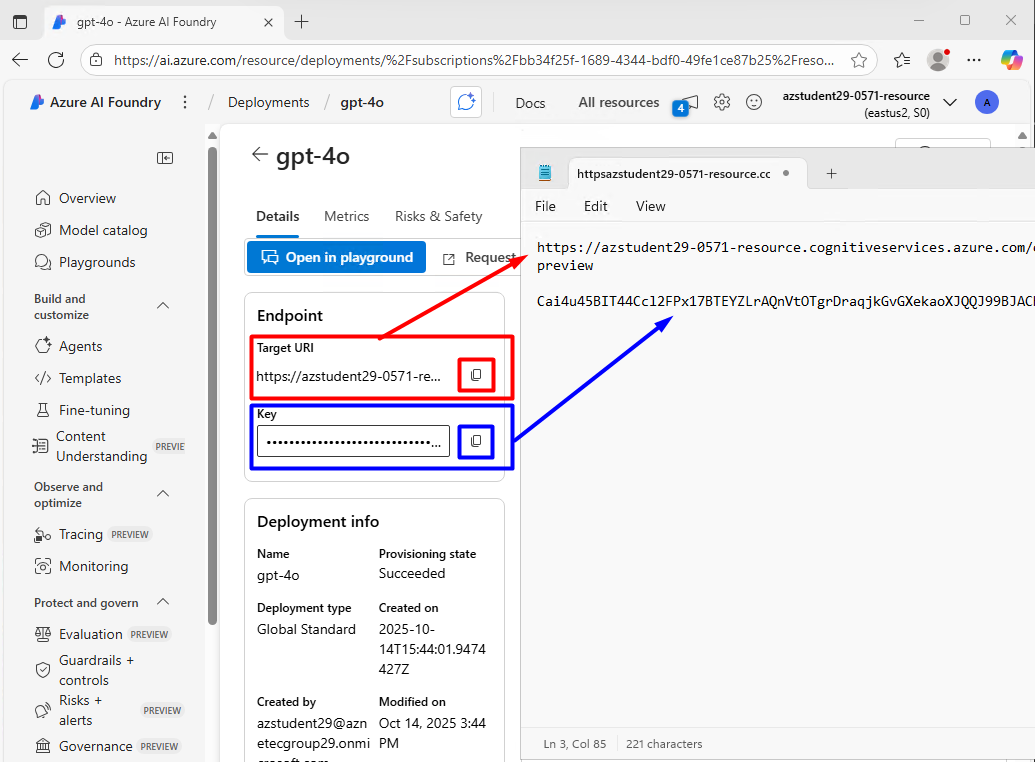 gpt-4o - Azure AI Foundry
https://ai.azure.com/resource/deployments/%2Fsubscriptions%2Fbb34f25f-1689-4344-bdf0-49fe1ce87b25%2Freso...
Azure AI Foundry / Deployments / gpt-4o
Docs
All resources
4
azstudent29-0571-resource
(eastus2, S0)
A
Overview
Model catalog
Playgrounds
Build and
customize
Agents
Templates
Fine-tuning
Content
Understanding
PREVIE
Observe and
optimize
Tracing PREVIEW
Monitoring
Protect and govern
Evaluation PREVIEW
Guardrails +
controls
Risks +
alerts
PREVIEW
Governance PREVIEW
gpt-4o
Details Metrics Risks & Safety
Open in playground
Request
Endpoint
Target URI
https://azstudent29-0571-re...
Key
Deployment info
Name
gpt-4o
Provisioning state
Succeeded
Deployment type
Global Standard
Created on
2025-10-
14T15:44:01.9474
427Z
Created by
azstudent29@azn
etecgroup29.onmi
crosoft.com
Modified on
Oct 14, 2025 3:44
PM
httpsazstudent29-0571-resource.cc
File Edit View
https://azstudent29-0571-resource.cognitiveservices.azure.com/
preview
Cai4u45BIT44Ccl2FPx17BTEYZLrAQnVtOTgrDraqjkGvGXekaoXJQQJ99BJAC
Ln 3, Col 85
221 characters